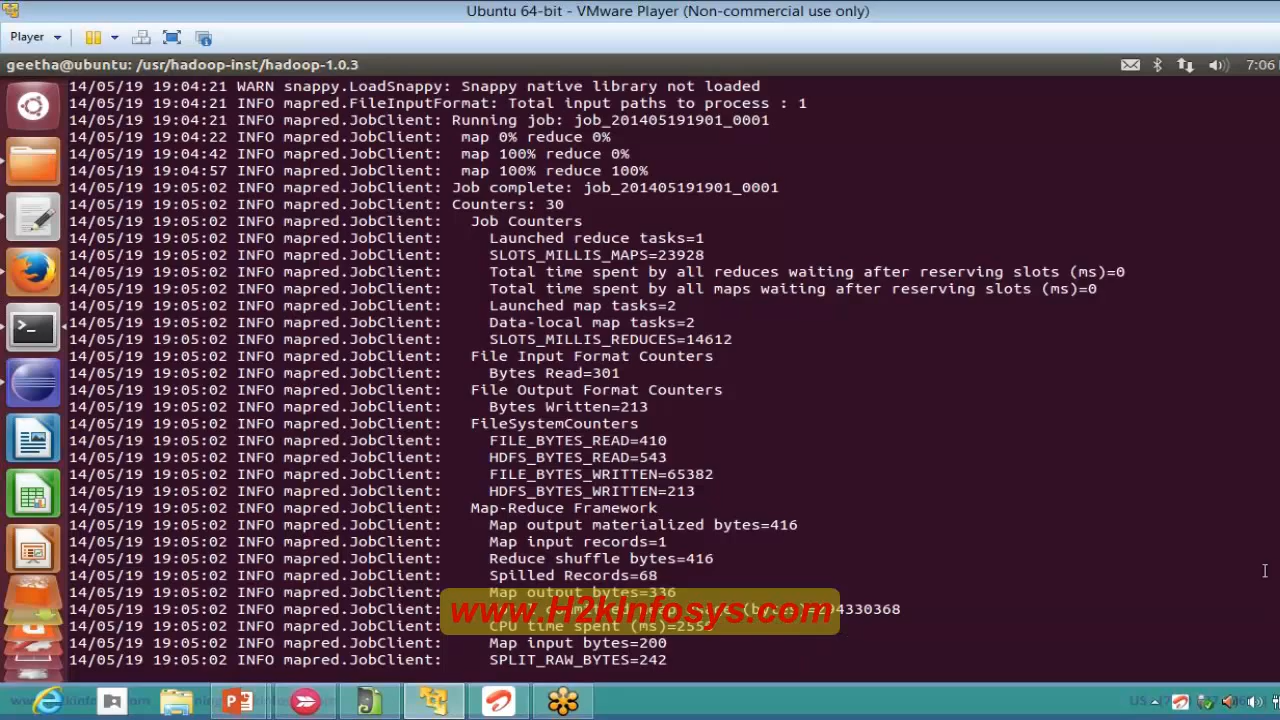 Ubuntu 64-bit - VMware Player (Non-commercial use only)
Player
geetha@ubuntu: /usr/hadoop-inst/hadoop-1.0.3
7:06
14/05/19 19:04:21 WARN snappy.LoadSnappy: Snappy native library not loaded
14/05/19 19:04:21 INFO mapred.FileInputFormat: Total input paths to process : 1
14/05/19 19:04:21 INFO mapred.JobClient: Running job: job_201405191901_0001
14/05/19 19:04:22 INFO mapred.JobClient:  map 0% reduce 0%
14/05/19 19:04:42 INFO mapred.JobClient:  map 100% reduce 0%
14/05/19 19:04:57 INFO mapred.JobClient:  map 100% reduce 100%
14/05/19 19:05:02 INFO mapred.JobClient: Job complete: job_201405191901_0001
14/05/19 19:05:02 INFO mapred.JobClient: Counters: 30
14/05/19 19:05:02 INFO mapred.JobClient:   Job Counters
14/05/19 19:05:02 INFO mapred.JobClient:     Launched reduce tasks=1
14/05/19 19:05:02 INFO mapred.JobClient:     SLOTS_MILLIS_MAPS=23928
14/05/19 19:05:02 INFO mapred.JobClient:     Total time spent by all reduces waiting after reserving slots (ms)=0
14/05/19 19:05:02 INFO mapred.JobClient:     Total time spent by all maps waiting after reserving slots (ms)=0
14/05/19 19:05:02 INFO mapred.JobClient:     Launched map tasks=2
14/05/19 19:05:02 INFO mapred.JobClient:     Data-local map tasks=2
14/05/19 19:05:02 INFO mapred.JobClient:     SLOTS_MILLIS_REDUCES=14612
14/05/19 19:05:02 INFO mapred.JobClient:   File Input Format Counters
14/05/19 19:05:02 INFO mapred.JobClient:     Bytes Read=301
14/05/19 19:05:02 INFO mapred.JobClient:   File Output Format Counters
14/05/19 19:05:02 INFO mapred.JobClient:     Bytes Written=213
14/05/19 19:05:02 INFO mapred.JobClient:   FileSystemCounters
14/05/19 19:05:02 INFO mapred.JobClient:     FILE_BYTES_READ=410
14/05/19 19:05:02 INFO mapred.JobClient:     HDFS_BYTES_READ=543
14/05/19 19:05:02 INFO mapred.JobClient:     FILE_BYTES_WRITTEN=65382
14/05/19 19:05:02 INFO mapred.JobClient:     HDFS_BYTES_WRITTEN=213
14/05/19 19:05:02 INFO mapred.JobClient:   Map-Reduce Framework
14/05/19 19:05:02 INFO mapred.JobClient:     Map output materialized bytes=416
14/05/19 19:05:02 INFO mapred.JobClient:     Map input records=1
14/05/19 19:05:02 INFO mapred.JobClient:     Reduce shuffle bytes=416
14/05/19 19:05:02 INFO mapred.JobClient:     Spilled Records=68
14/05/19 19:05:02 INFO mapred.JobClient:     Map output bytes=336
14/05/19 19:05:02 INFO mapred.JobClient: (bytes)=
www.H2kInfosys.com
14/05/19 19:05:02 INFO mapred.JobClient:     CPU time spent
14/05/19 19:05:02 INFO mapred.JobClient:     Map input bytes=200
14/05/19 19:05:02 INFO mapred.JobClient:     SPLIT_RAW_BYTES=242